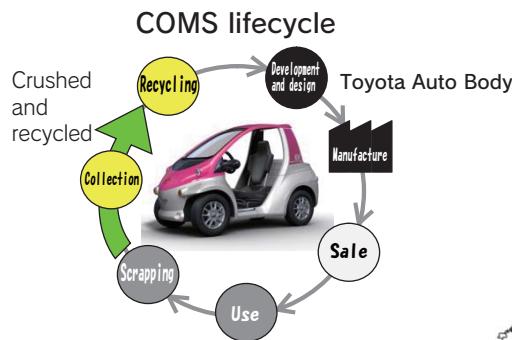 COMS lifecycle
Crushed
and
recycled
Recycling
Development
and design
Toyota Auto Body
Manufacture
Collection
Sale
Scrapping
Use